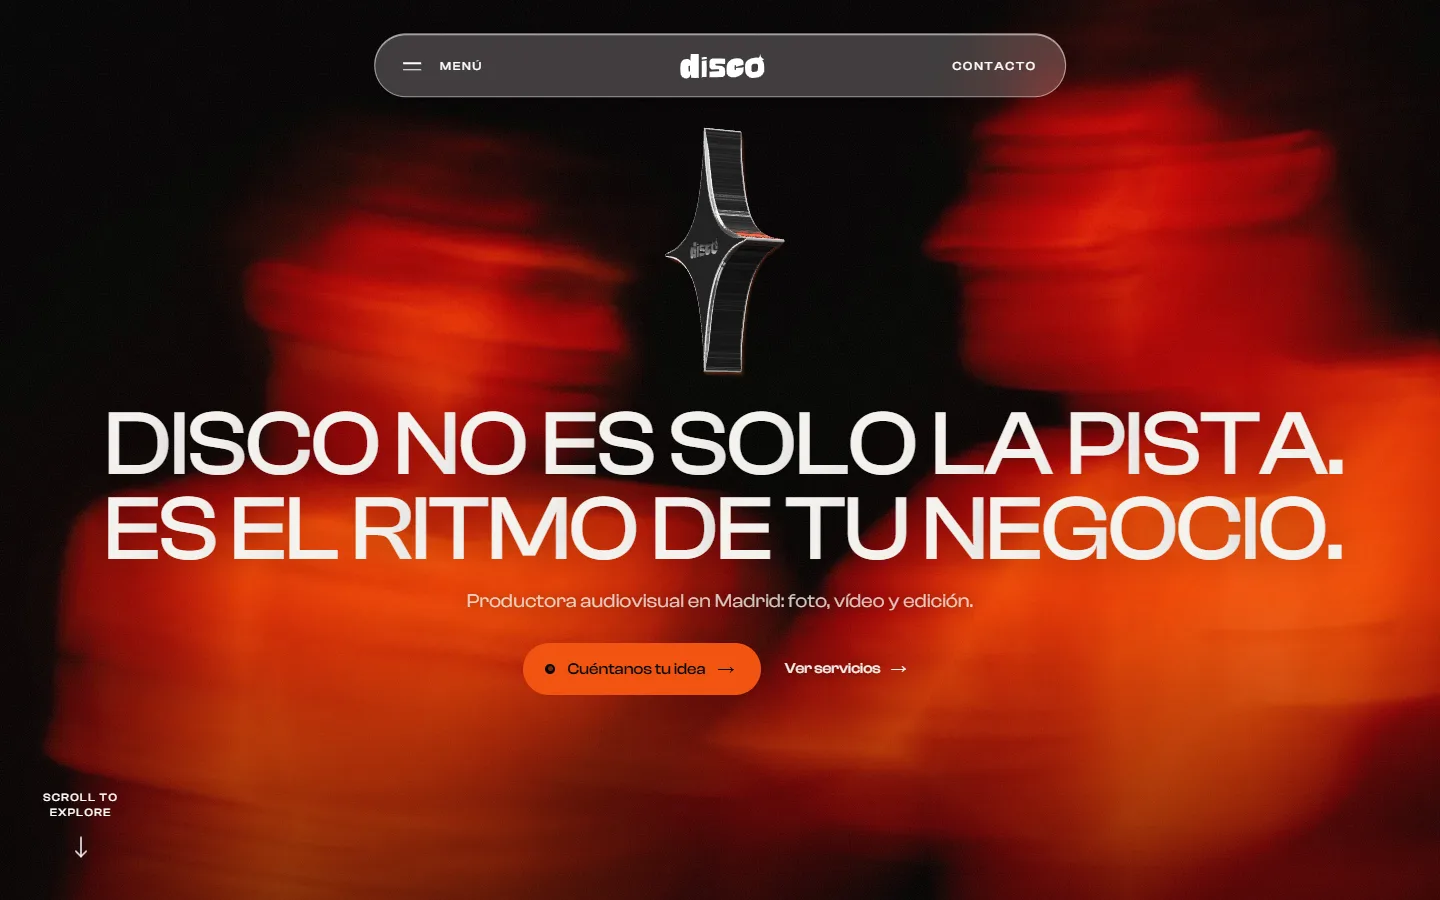 MENÚ
disco
CONTACTO
disco
DISCO NO ES SOLO LA PISTA.
ES EL RITMO DE TU NEGOCIO.
Productora audiovisual en Madrid: foto, vídeo y edición.
Cuéntanos tu idea →
Ver servicios →
SCROLL TO
EXPLORE